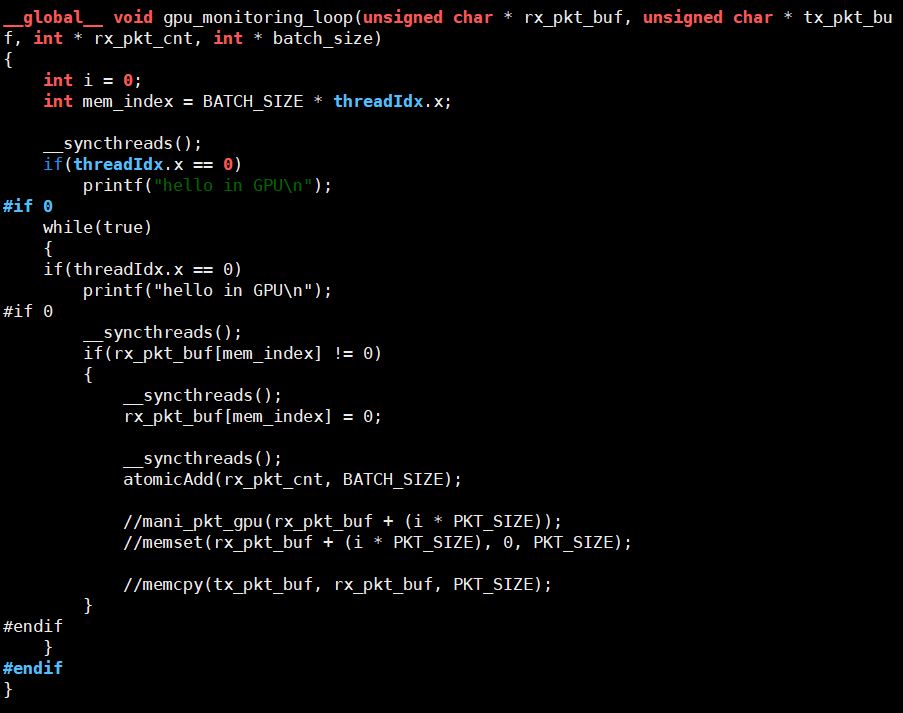 __global__ void gpu_monitoring_loop(unsigned char * rx_pkt_buf, unsigned char * tx_pkt_bu
f, int * rx_pkt_cnt, int * batch_size)
{
    int i = 0;
    int mem_index = BATCH_SIZE * threadIdx.x;

    __syncthreads();
    if(threadIdx.x == 0)
        printf("hello in GPU\n");
#if 0
    while(true)
    {
    if(threadIdx.x == 0)
        printf("hello in GPU\n");
#if 0
        __syncthreads();
        if(rx_pkt_buf[mem_index] != 0)
        {
            __syncthreads();
            rx_pkt_buf[mem_index] = 0;

            __syncthreads();
            atomicAdd(rx_pkt_cnt, BATCH_SIZE);

            //mani_pkt_gpu(rx_pkt_buf + (i * PKT_SIZE));
            //memset(rx_pkt_buf + (i * PKT_SIZE), 0, PKT_SIZE);

            //memcpy(tx_pkt_buf, rx_pkt_buf, PKT_SIZE);
        }
#endif
    }
#endif
}